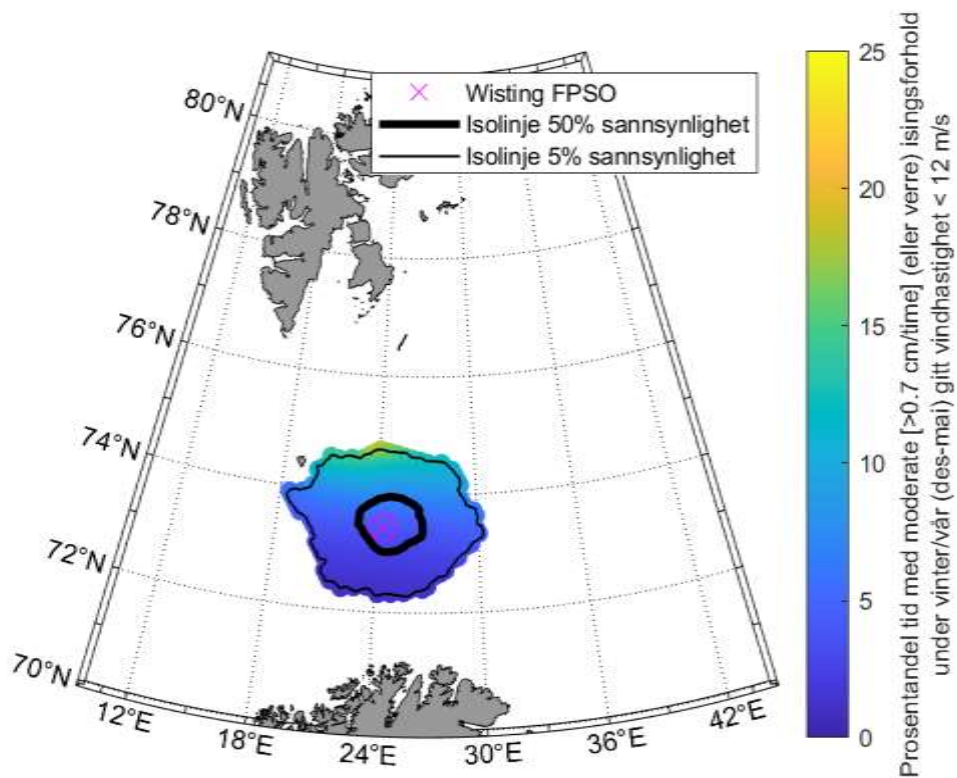 Wisting FPSO
Isolinje 50% sannsynlighet
Isolinje 5% sannsynlighet
80°N
78°N
76°N
74°N
72°N
70°N
12°E
18°E
24°E
30°E
36°E
42°E
25
20
15
10
5
0
Prosentandel tid med moderate [>0.7 cm/time] (eller verre) isingsforhold
under vinter/vår (des-mai) gitt vindhastighet < 12 m/s